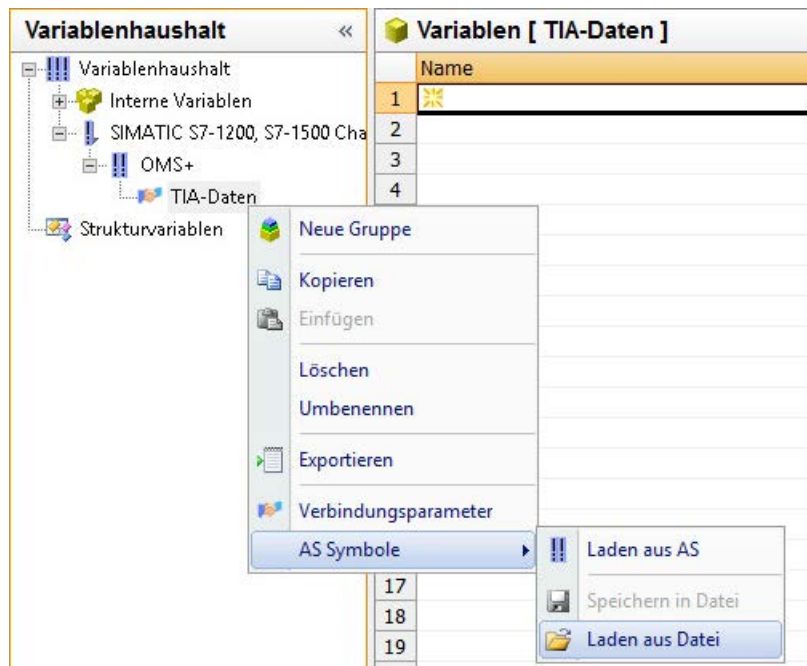 Variablenhaushalt «
Variablen [ TIA-Daten ]
Variablenhaushalt
Interne Variablen
SIMATIC S7-1200, S7-1500 Cha
OMS+
TIA-Daten
Strukturvariablen
Name
1
2
3
4
Neue Gruppe
Kopieren
Einfügen
Löschen
Umbenennen
Exportieren
Verbindungsparameter
AS Symbole
Laden aus AS
Speichern in Datei
Laden aus Datei
17
18
19